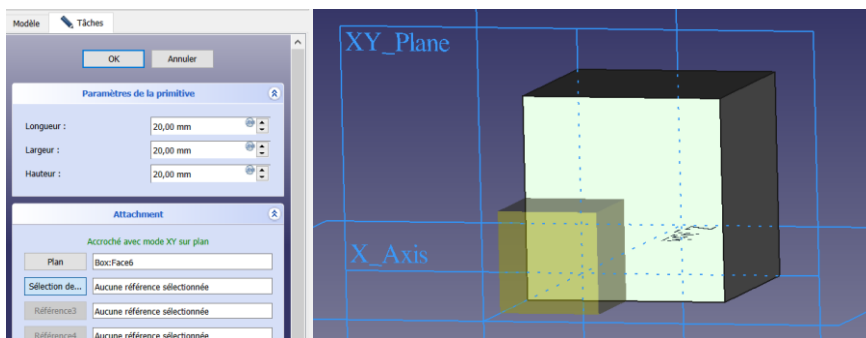 Modèle Tâches
OK Annuler
Paramètres de la primitive
Longueur : 20,00 mm
Largeur : 20,00 mm
Hauteur : 20,00 mm
Attachment
Accroché avec mode XY sur plan
Plan Box:Face6
Sélection de... Aucune référence sélectionnée
Référence3 Aucune référence sélectionnée
Référence4 Aucune référence sélectionnée
XY_Plane
X_Axis